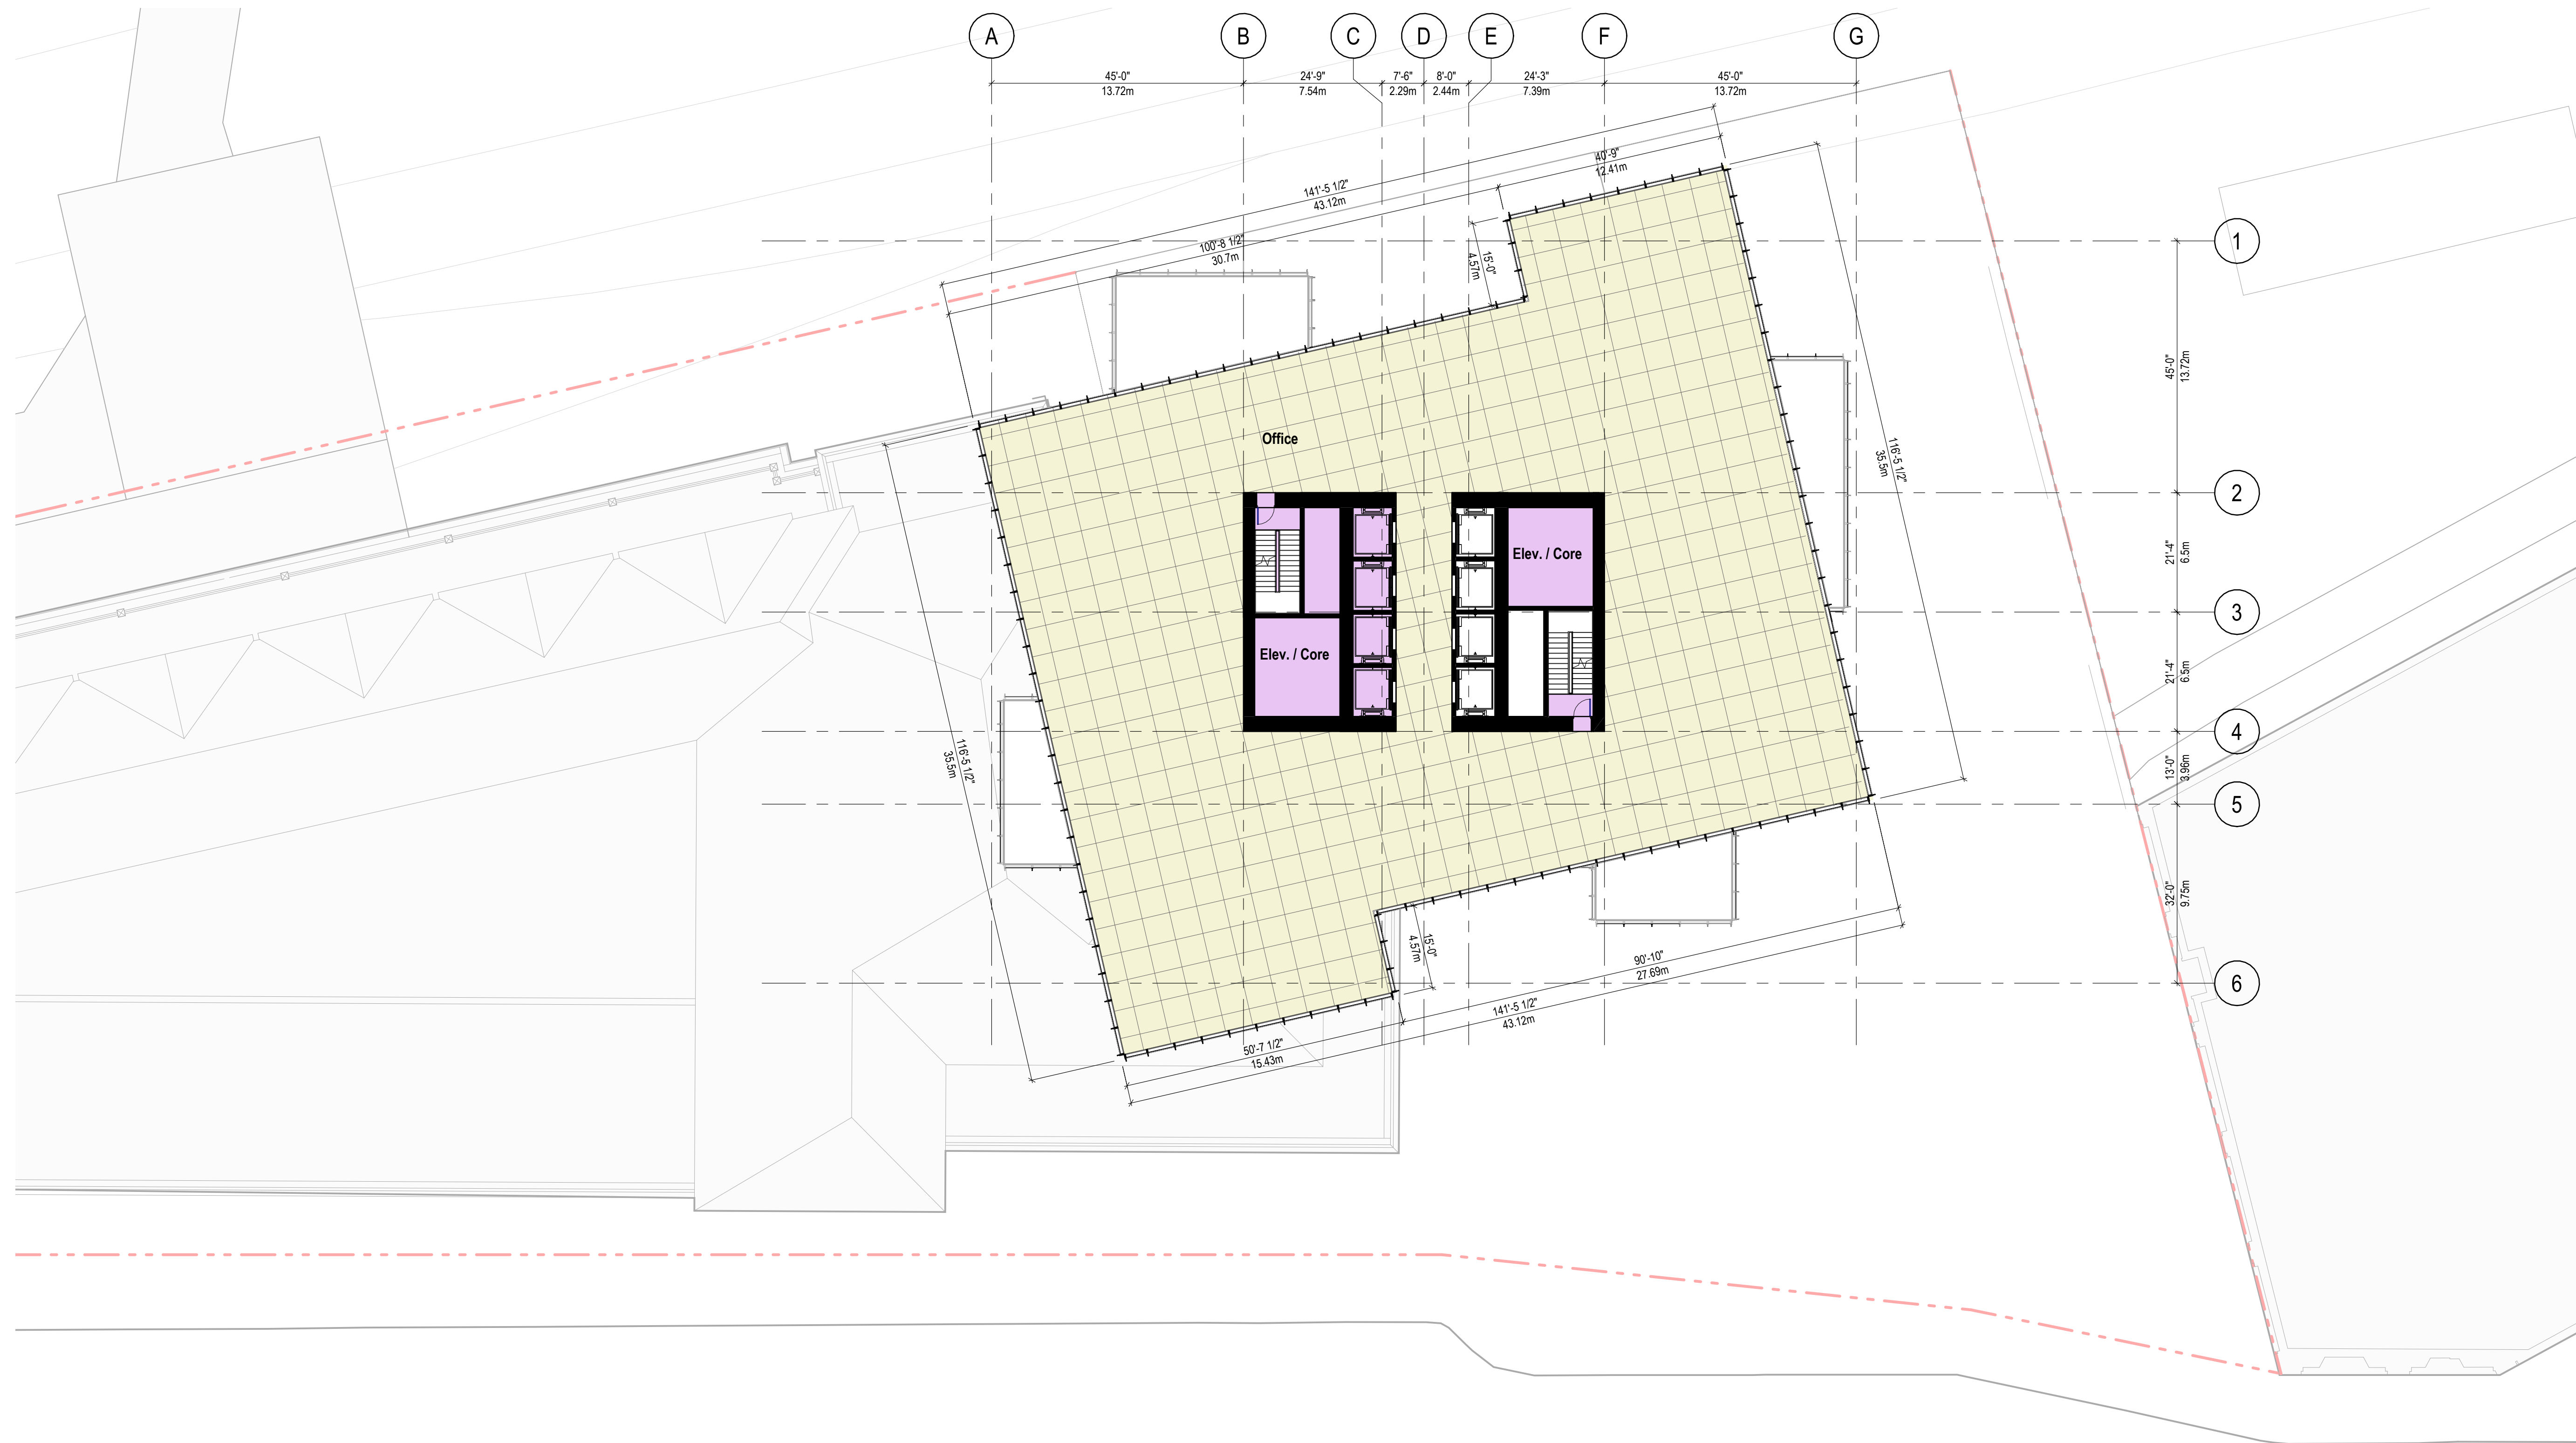 A B C D E F G
45'-0" 24'-9" 7'-6" 8'-0" 24'-3" 45'-0"
13.72m 7.54m 2.29m 2.44m 7.39m 13.72m
40'-9"
12.41m
141'-5 1/2"
43.12m
100'-8 1/2"
30.7m
15'-0"
4.57m
1
45'-0"
13.72m
116'-5 1/2"
35.5m
Office
2
Elev. / Core
21'-4"
6.5m
3
Elev. / Core
21'-4"
6.5m
4
116'-5 1/2"
35.5m
13'-0"
3.96m
5
32'-0"
9.75m
15'-0"
4.57m
90'-10"
27.69m
6
141'-5 1/2"
43.12m
50'-7 1/2"
15.43m